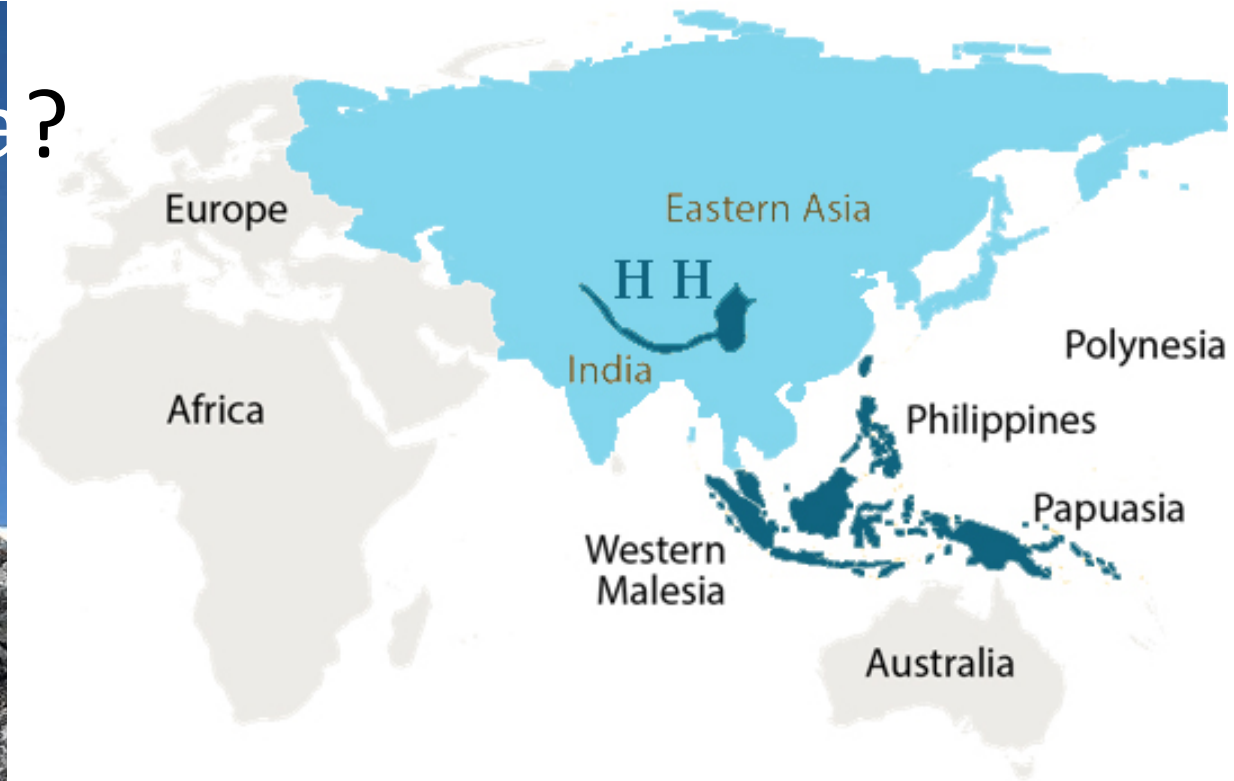 ?
Europe
Eastern Asia
H H
Polynesia
India
Africa
Philippines
Papuasia
Western
Malesia
Australia